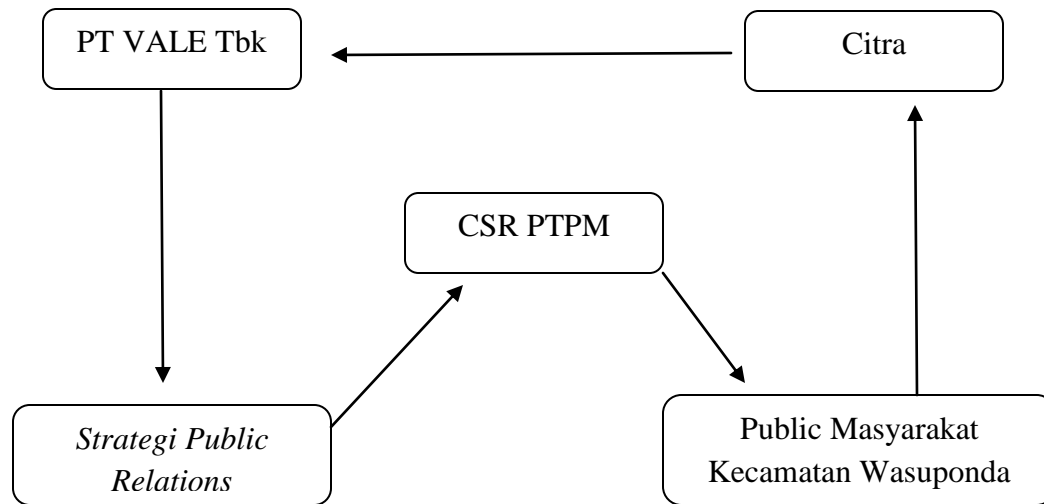 PT VALE Tbk
Citra
CSR PTPM
Strategi Public
Relations
Public Masyarakat
Kecamatan Wasuponda